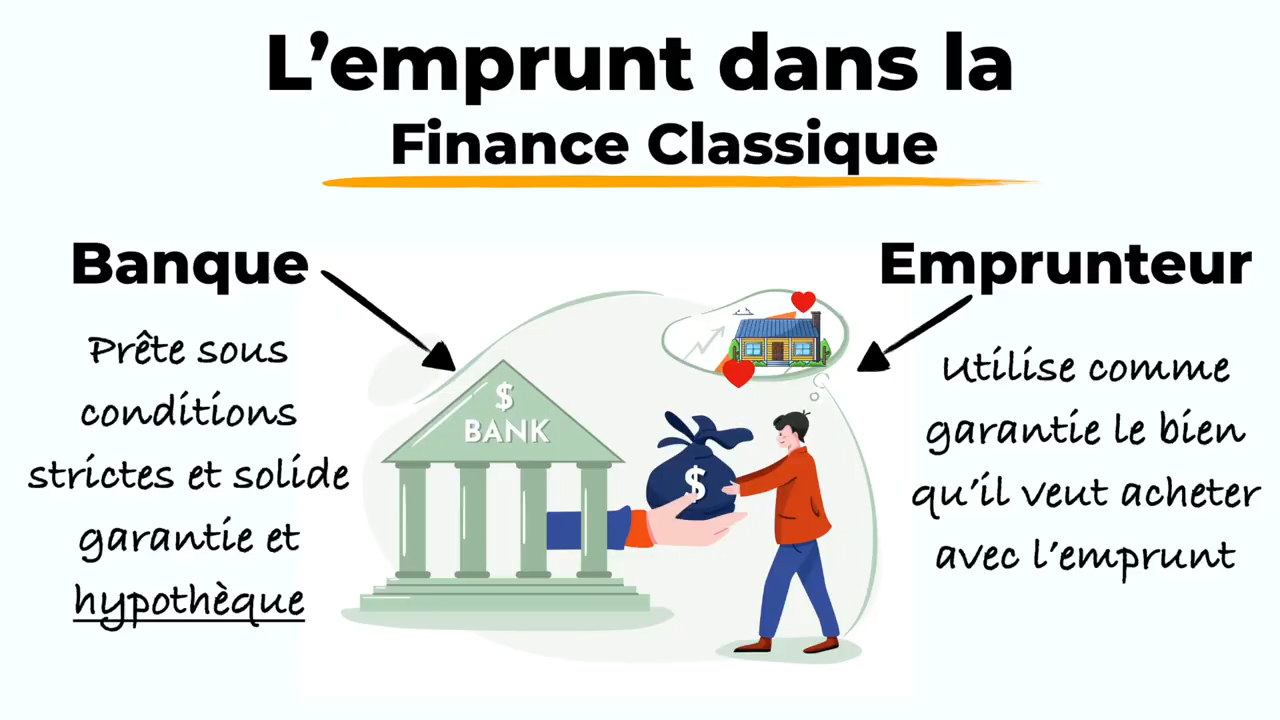 L’emprunt dans la
Finance Classique
Banque
Prête sous
conditions
strictes et solide
garantie et
hypothèque
$
BANK
$
Emprunteur
Utilise comme
garantie le bien
qu’il veut acheter
avec l’emprunt